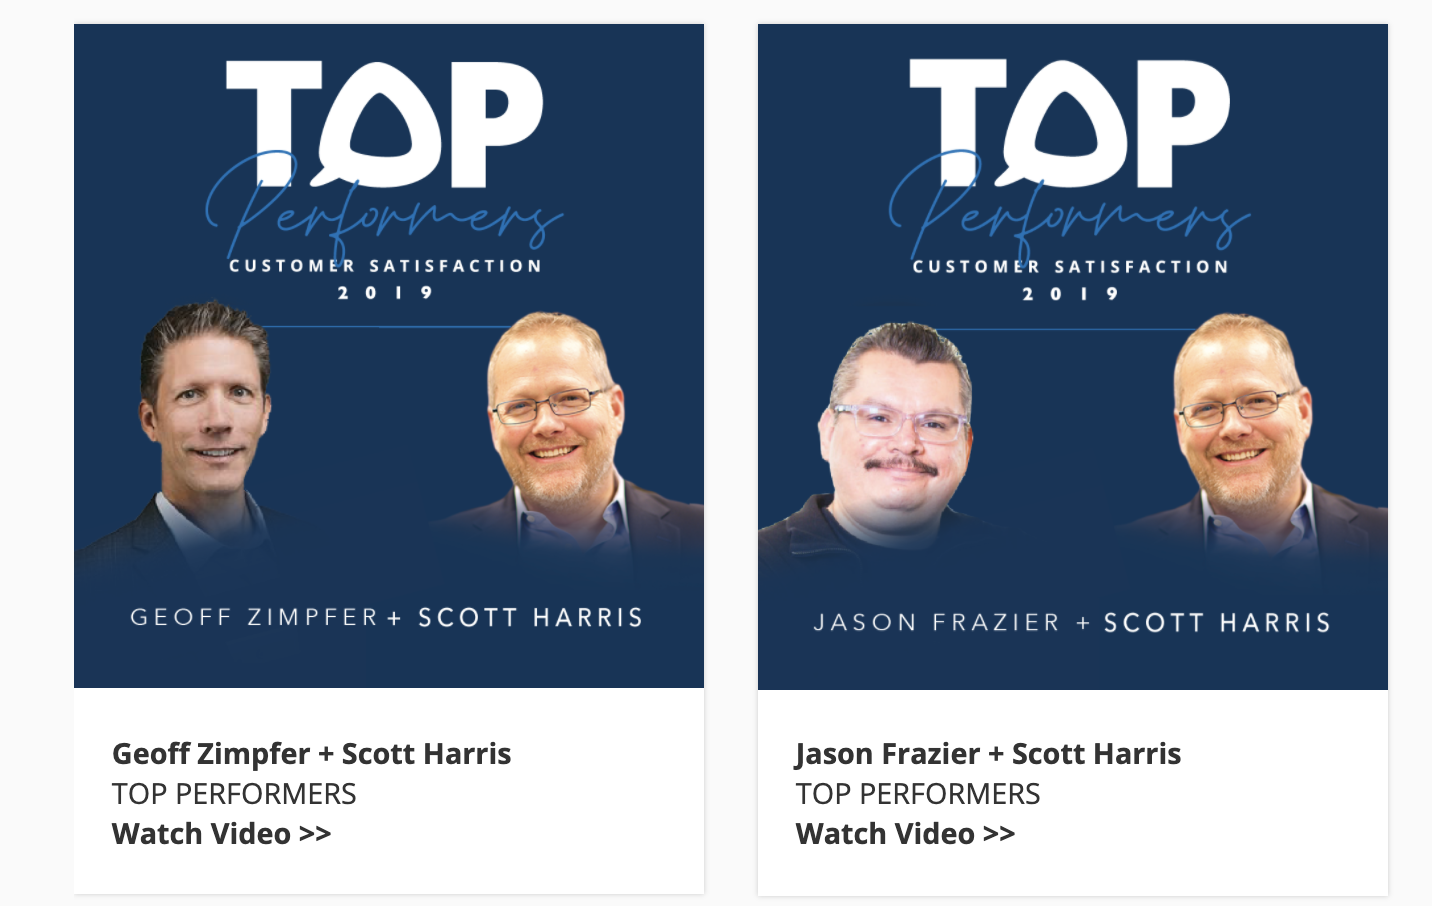 TOP
Performers
CUSTOMER SATISFACTION
2019
GEOFF ZIMPFER + SCOTT HARRIS
Geoff Zimpfer + Scott Harris
TOP PERFORMERS
Watch Video >>
TOP
Performers
CUSTOMER SATISFACTION
2019
JASON FRAZIER + SCOTT HARRIS
Jason Frazier + Scott Harris
TOP PERFORMERS
Watch Video >>